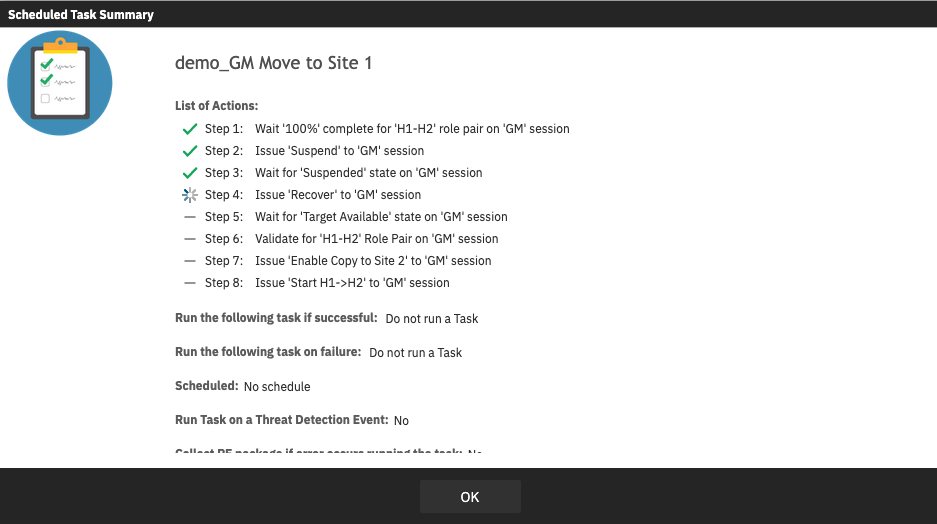 Scheduled Task Summary
demo_GM Move to Site 1
List of Actions:
Step 1: Wait '100%' complete for 'H1-H2' role pair on 'GM' session
Step 2: Issue 'Suspend' to 'GM' session
Step 3: Wait for 'Suspended' state on 'GM' session
Step 4: Issue 'Recover' to 'GM' session
Step 5: Wait for 'Target Available' state on 'GM' session
Step 6: Validate for 'H1-H2' Role Pair on 'GM' session
Step 7: Issue 'Enable Copy to Site 2' to 'GM' session
Step 8: Issue 'Start H1->H2' to 'GM' session
Run the following task if successful: Do not run a Task
Run the following task on failure: Do not run a Task
Scheduled: No schedule
Run Task on a Threat Detection Event: No
Collect PE package if error occurs running the task: No
OK